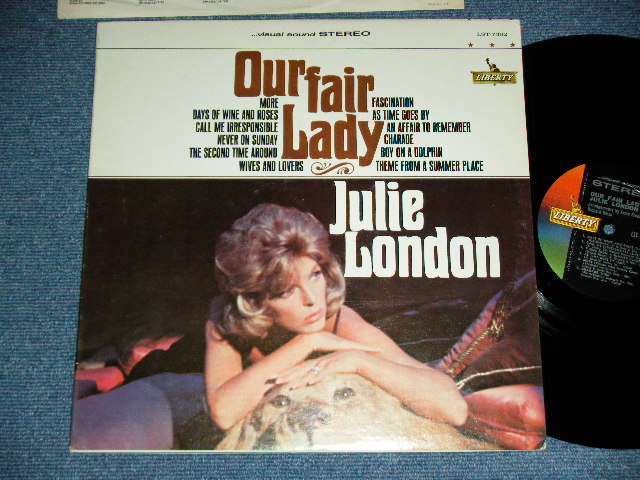 ...visual sound STEREO
LST-7392
LIBERTY
Our fair Lady
MORE
DAYS OF WINE AND ROSES
CALL ME IRRESPONSIBLE
NEVER ON SUNDAY
THE SECOND TIME AROUND
WIVES AND LOVERS
FASCINATION
AS TIME GOES BY
AN AFFAIR TO REMEMBER
CHARADE
BOY ON A DOLPHIN
THEME FROM A SUMMER PLACE
Julie London
STEREO
OUR FAIR LADY
JULIE LONDON
LIBERTY